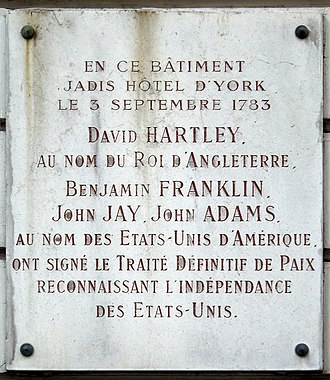 EN CE BÂTIMENT
JADIS HÔTEL D'YORK
LE 3 SEPTEMBRE 1783
DAVID HARTLEY,
AU NOM DU ROI D'ANGLETERRE,
BENJAMIN FRANKLIN,
JOHN JAY, JOHN ADAMS,
AU NOM DES ETATS-UNIS D'AMÉRIQUE,
ONT SIGNÉ LE TRAITÉ DÉFINITIF DE PAIX
RECONNAISSANT L'INDÉPENDANCE
DES ETATS-UNIS.